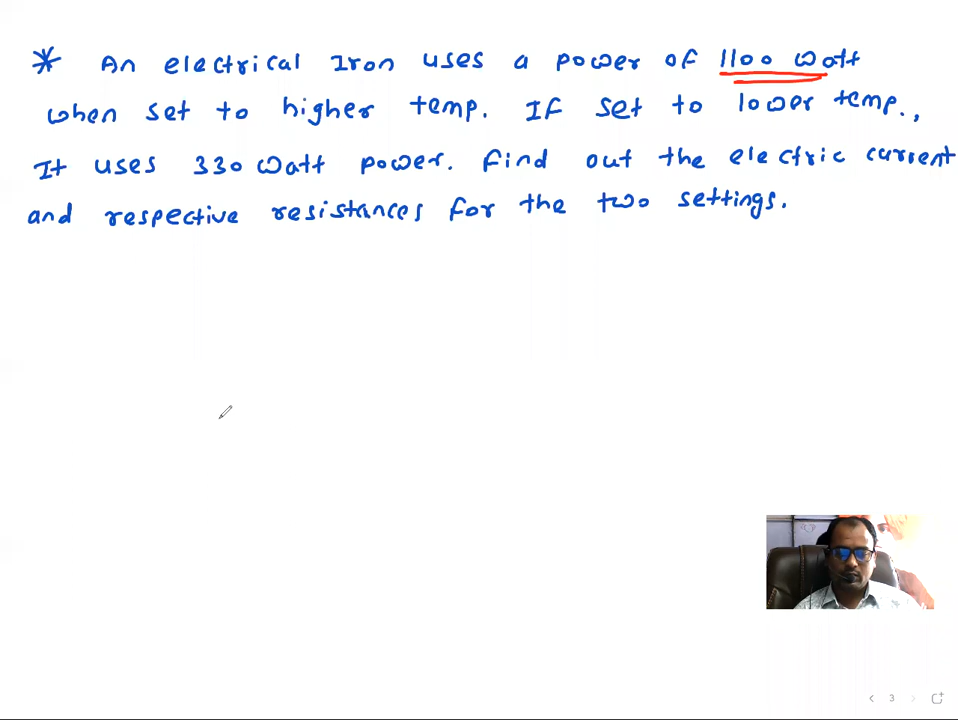 * An electrical Iron uses a power of 1100 watt
when set to higher temp. If set to lower temp.,
It uses 330 watt power. Find out the electric current
and respective resistances for the two settings.
3